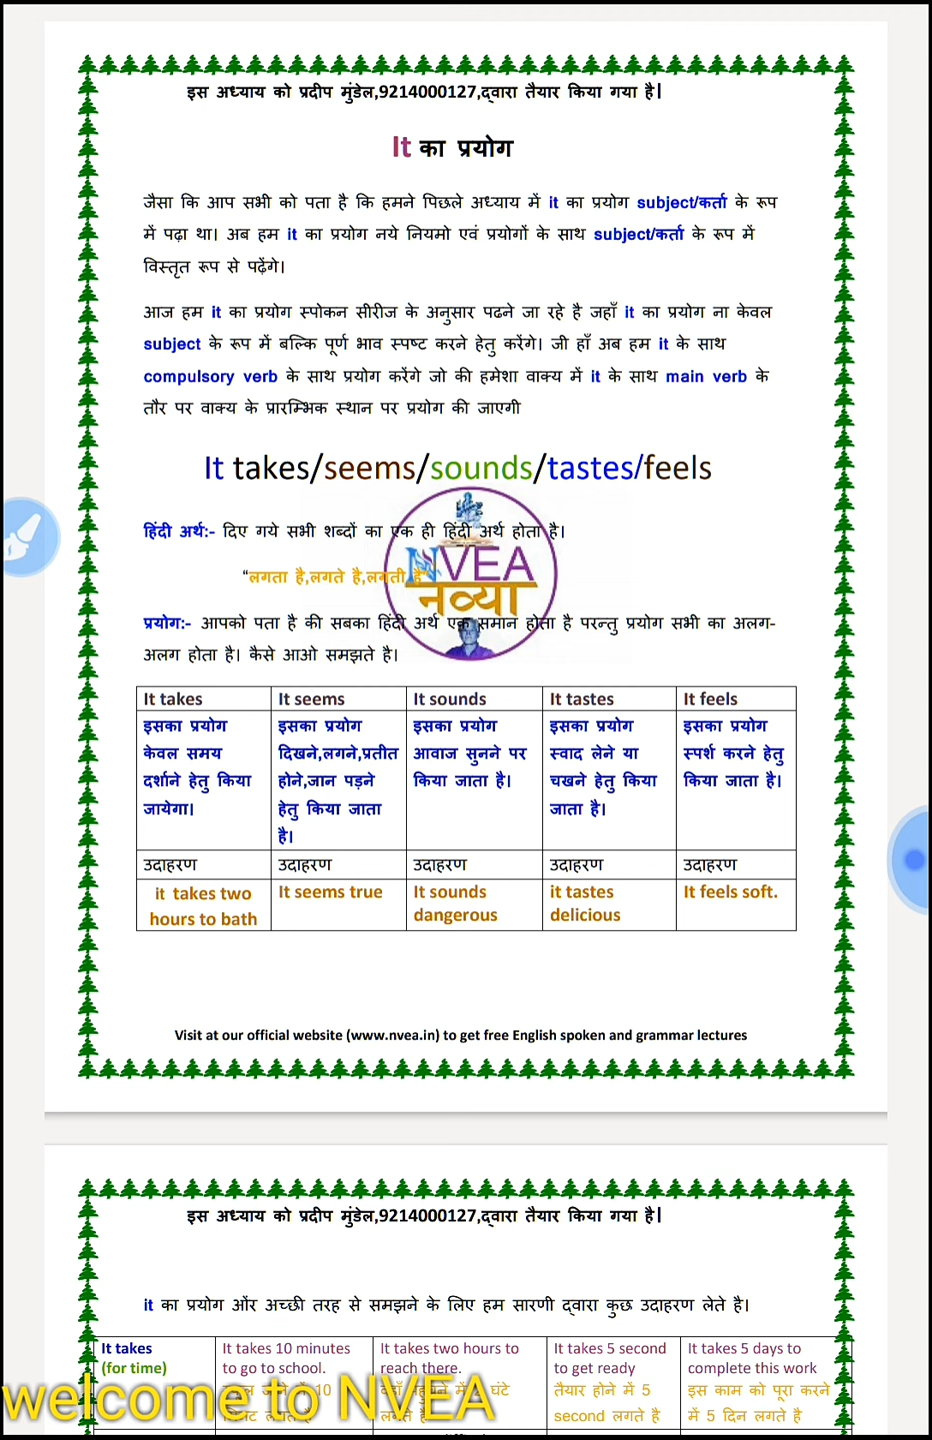 इस अध्याय को प्रदीप मुंडेल,9214000127,द्वारा तैयार किया गया है|
It का प्रयोग
जैसा कि आप सभी को पता है कि हमने पिछले अध्याय में it का प्रयोग subject/कर्ता के रूप
में पढ़ा था। अब हम it का प्रयोग नये नियमो एवं प्रयोगों के साथ subject/कर्ता के रूप में
विस्तृत रूप से पढ़ेंगे।
आज हम it का प्रयोग स्पोकन सीरीज के अनुसार पढने जा रहे है जहाँ it का प्रयोग ना केवल
subject के रूप में बल्कि पूर्ण भाव स्पष्ट करने हेतु करेंगे। जी हाँ अब हम it के साथ
compulsory verb के साथ प्रयोग करेंगे जो की हमेशा वाक्य में it के साथ main verb के
तौर पर वाक्य के प्रारम्भिक स्थान पर प्रयोग की जाएगी
It takes/seems/sounds/tastes/feels
हिंदी अर्थ:- दिए गये सभी शब्दों का एक ही हिंदी अर्थ होता है।
“लगता है,लगते है,लगती है
NVEA
नव्या
प्रयोग:- आपको पता है की सबका हिंदी अर्थ एक समान होता है परन्तु प्रयोग सभी का अलग-
अलग होता है। कैसे आओ समझते है।
It takes It seems It sounds It tastes It feels
इसका प्रयोग केवल समय दर्शाने हेतु किया जायेगा।
इसका प्रयोग दिखने,लगने,प्रतीत होने,जान पड़ने हेतु किया जाता है।
इसका प्रयोग आवाज सुनने पर किया जाता है।
इसका प्रयोग स्वाद लेने या चखने हेतु किया जाता है।
इसका प्रयोग स्पर्श करने हेतु किया जाता है।
उदाहरण उदाहरण उदाहरण उदाहरण उदाहरण
it takes two hours to bath
It seems true
It sounds dangerous
it tastes delicious
It feels soft.
Visit at our official website (www.nvea.in) to get free English spoken and grammar lectures
इस अध्याय को प्रदीप मुंडेल,9214000127,द्वारा तैयार किया गया है|
it का प्रयोग ओंर अच्छी तरह से समझने के लिए हम सारणी द्वारा कुछ उदाहरण लेते है।
It takes
(for time)
It takes 10 minutes
to go to school.
10
It takes two hours to
reach there.
घंटे
It takes 5 second
to get ready
तैयार होने में 5
second लगते है
It takes 5 days to
complete this work
इस काम को पूरा करने
में 5 दिन लगते है
welcome to NVEA